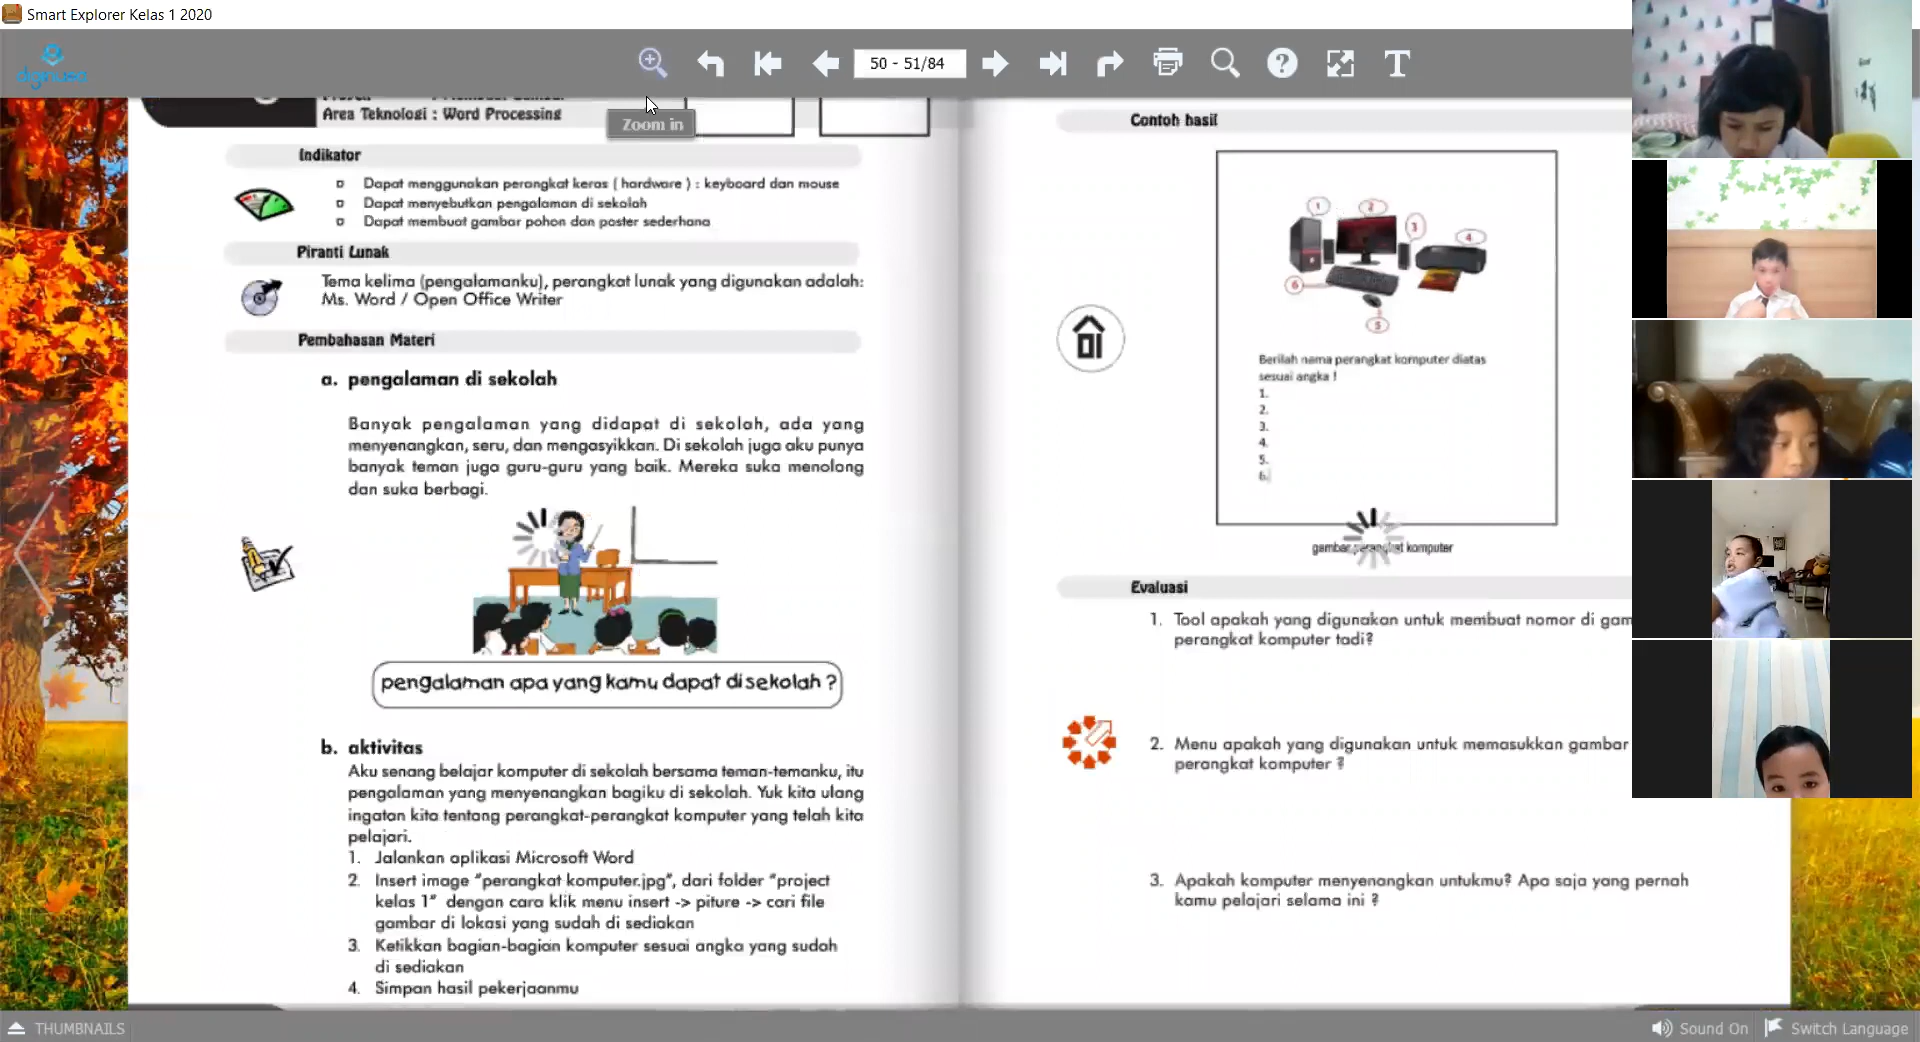 Smart Explorer Kelas 1 2020
diginusa
50 - 51/84
Zoom in
Area Teknologi : Word Processing
Indikator
Dapat menggunakan perangkat keras ( hardware ) : keyboard dan mouse
Dapat menyebutkan pengalaman di sekolah
Dapat membuat gambar pohon dan poster sederhana
Piranti Lunak
Tema kelima (pengalamanku), perangkat lunak yang digunakan adalah:
Ms. Word / Open Office Writer
Pembahasan Materi
a. pengalaman di sekolah
Banyak pengalaman yang didapat di sekolah, ada yang
menyenangkan, seru, dan mengasyikkan. Di sekolah juga aku punya
banyak teman juga guru-guru yang baik. Mereka suka menolong
dan suka berbagi.
pengalaman apa yang kamu dapat di sekolah ?
b. aktivitas
Aku senang belajar komputer di sekolah bersama teman-temanku, itu
pengalaman yang menyenangkan bagiku di sekolah. Yuk kita ulang
ingatan kita tentang perangkat-perangkat komputer yang telah kita
pelajari.
1. Jalankan aplikasi Microsoft Word
2. Insert image "perangkat komputer.jpg", dari folder "project
kelas 1" dengan cara klik menu insert -> piture -> cari file
gambar di lokasi yang sudah di sediakan
3. Ketikkan bagian-bagian komputer sesuai angka yang sudah
di sediakan
4. Simpan hasil pekerjaanmu
Contoh hasil
1
2
3
4
6
5
Berilah nama perangkat komputer diatas
sesuai angka !
1.
2.
3.
4.
5.
6.
gambar perangkat komputer
Evaluasi
1. Tool apakah yang digunakan untuk membuat nomor di gam
perangkat komputer tadi?
2. Menu apakah yang digunakan untuk memasukkan gambar
perangkat komputer ?
3. Apakah komputer menyenangkan untukmu? Apa saja yang pernah
kamu pelajari selama ini ?
THUMBNAILS
Sound On
Switch Language